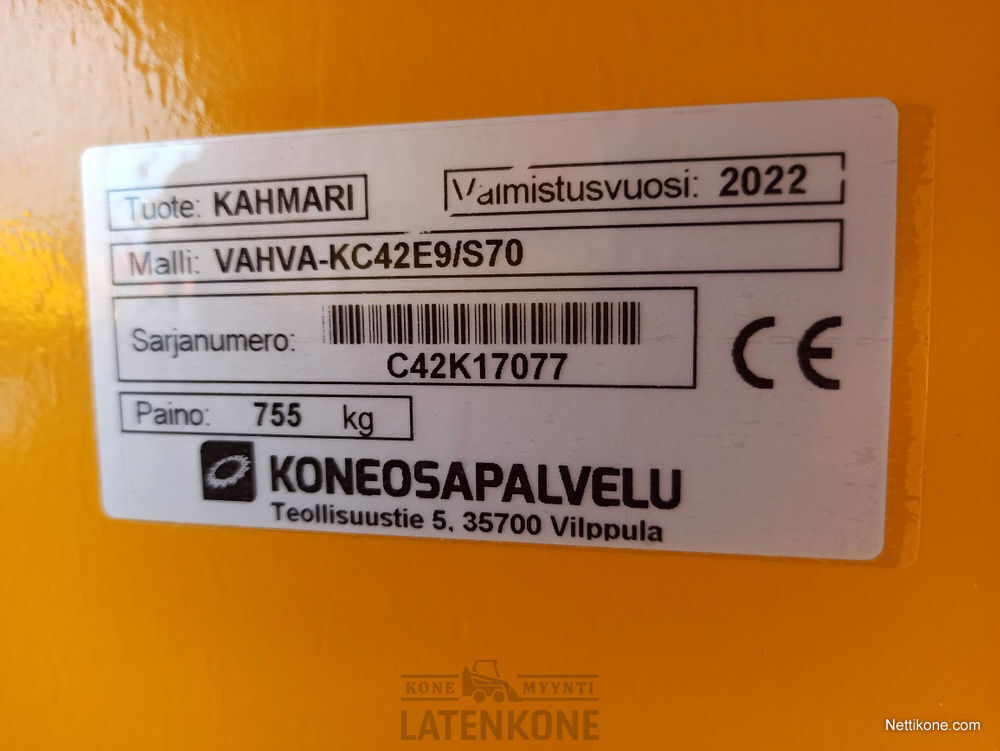 Tuote: KAHMARI
Valmistusvuosi: 2022
Malli: VAHVA-KC42E9/S70
Sarjanumero:
C42K17077
Paino: 755 kg
CE
KONEOSAPALVELU
Teollisuustie 5, 35700 Vilppula
KONE MYYNTI
LATENKONE
Nettikone.com